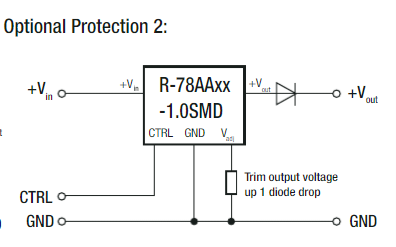 Optional Protection 2:
+Vin
+Vin
R-78AAxx
-1.0SMD
+Vout
+Vout
CTRL GND Vadj
Trim output voltage
up 1 diode drop
CTRL
GND
GND